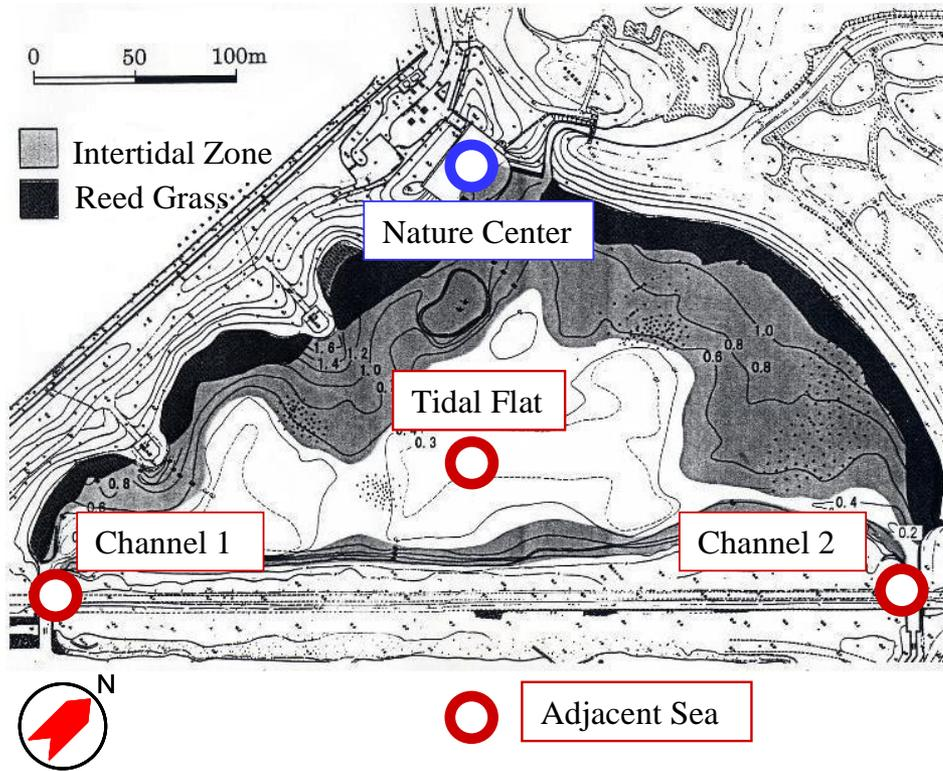 0 50 100m
Intertidal Zone
Reed Grass
Nature Center
1.0
0.8
0.6
0.8
1.6
1.2
1.4
1.0
Tidal Flat
0.3
0.8
0.4
0.2
Channel 1
Channel 2
N
Adjacent Sea